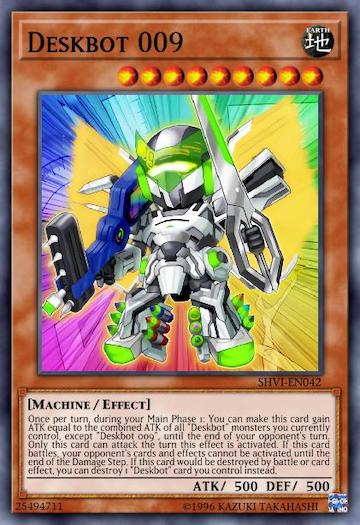 DESKBOT 009
EARTH
地
SHVI-EN042
[MACHINE / EFFECT]
Once per turn, during your Main Phase 1: You can make this card gain
ATK equal to the combined ATK of all "Deskbot" monsters you currently
control, except "Deskbot 009", until the end of your opponent's turn.
Only this card can attack the turn this effect is activated. If this card
battles, your opponent's cards and effects cannot be activated until the
end of the Damage Step. If this card would be destroyed by battle or card
effect, you can destroy 1 "Deskbot" card you control instead.
ATK / 500 DEF / 500
25494711
©1996 KAZUKI TAKAHASHI